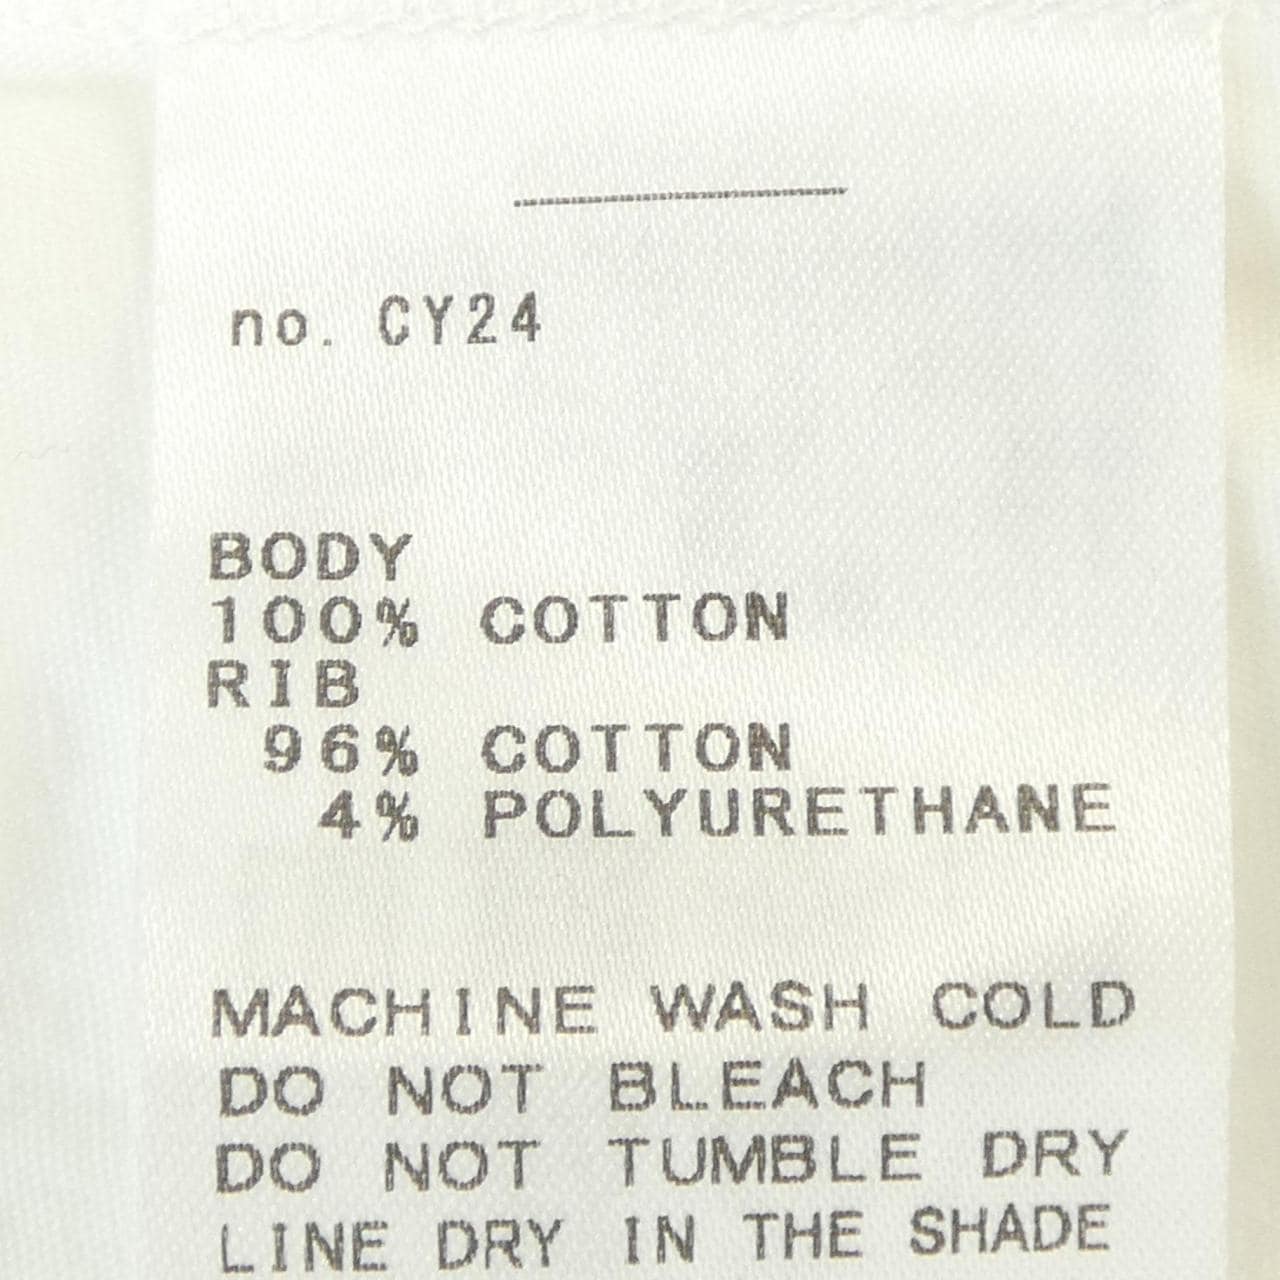 no. CY24
BODY
100% COTTON
RIB
96% COTTON
4% POLYURETHANE
MACHINE WASH COLD
DO NOT BLEACH
DO NOT TUMBLE DRY
LINE DRY IN THE SHADE